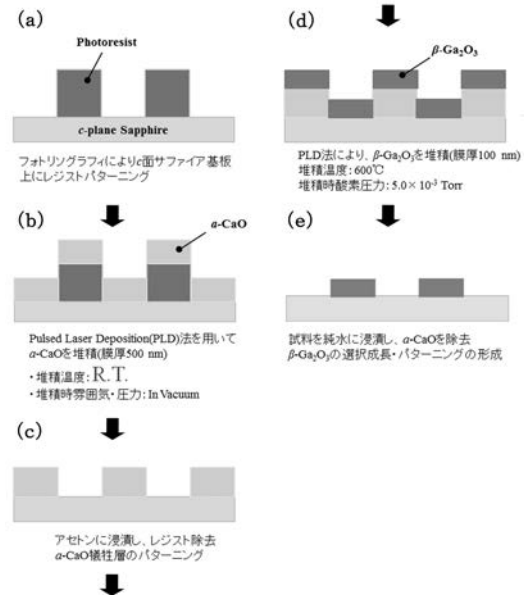 (a)
Photoresist
c-plane Sapphire
フォトリングラフィによりc面サファイア基板
上にレジストパターニング
(b)
a-CaO
Pulsed Laser Deposition(PLD)法を用いて
a-CaOを堆積(膜厚500 nm)
・堆積温度: R.T.
・堆積時雰囲気・圧力: In Vacuum
(c)
アセトンに浸漬し、レジスト除去
a-CaO犠牲層のパターニング
(d)
β-Ga₂O₃
PLD法により、β-Ga₂O₃を堆積(膜厚100 nm)
堆積温度: 600℃
堆積時酸素圧力: 5.0×10⁻³ Torr
(e)
試料を純水に浸漬し、a-CaOを除去
β-Ga₂O₃の選択成長・パターニングの形成